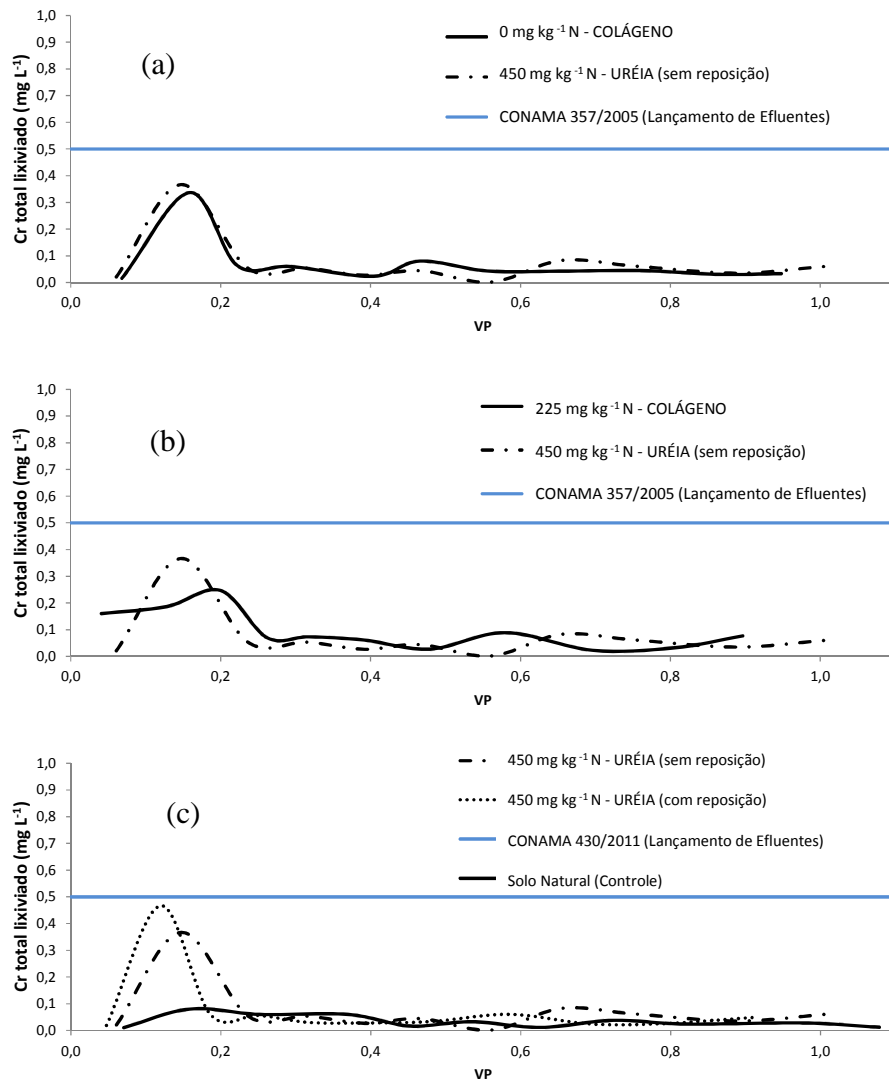 (a)
0 mg kg⁻¹ N - COLÁGENO
450 mg kg⁻¹ N - URÉIA (sem reposição)
CONAMA 357/2005 (Lançamento de Efluentes)
Cr total lixiviado (mg L⁻¹)
1,0
0,9
0,8
0,7
0,6
0,5
0,4
0,3
0,2
0,1
0,0
0,0 0,2 0,4 0,6 0,8 1,0
VP
(b)
225 mg kg⁻¹ N - COLÁGENO
450 mg kg⁻¹ N - URÉIA (sem reposição)
CONAMA 357/2005 (Lançamento de Efluentes)
Cr total lixiviado (mg L⁻¹)
1,0
0,9
0,8
0,7
0,6
0,5
0,4
0,3
0,2
0,1
0,0
0,0 0,2 0,4 0,6 0,8 1,0
VP
(c)
450 mg kg⁻¹ N - URÉIA (sem reposição)
450 mg kg⁻¹ N - URÉIA (com reposição)
CONAMA 430/2011 (Lançamento de Efluentes)
Solo Natural (Controle)
Cr total lixiviado (mg L⁻¹)
1,0
0,9
0,8
0,7
0,6
0,5
0,4
0,3
0,2
0,1
0,0
0,0 0,2 0,4 0,6 0,8 1,0
VP